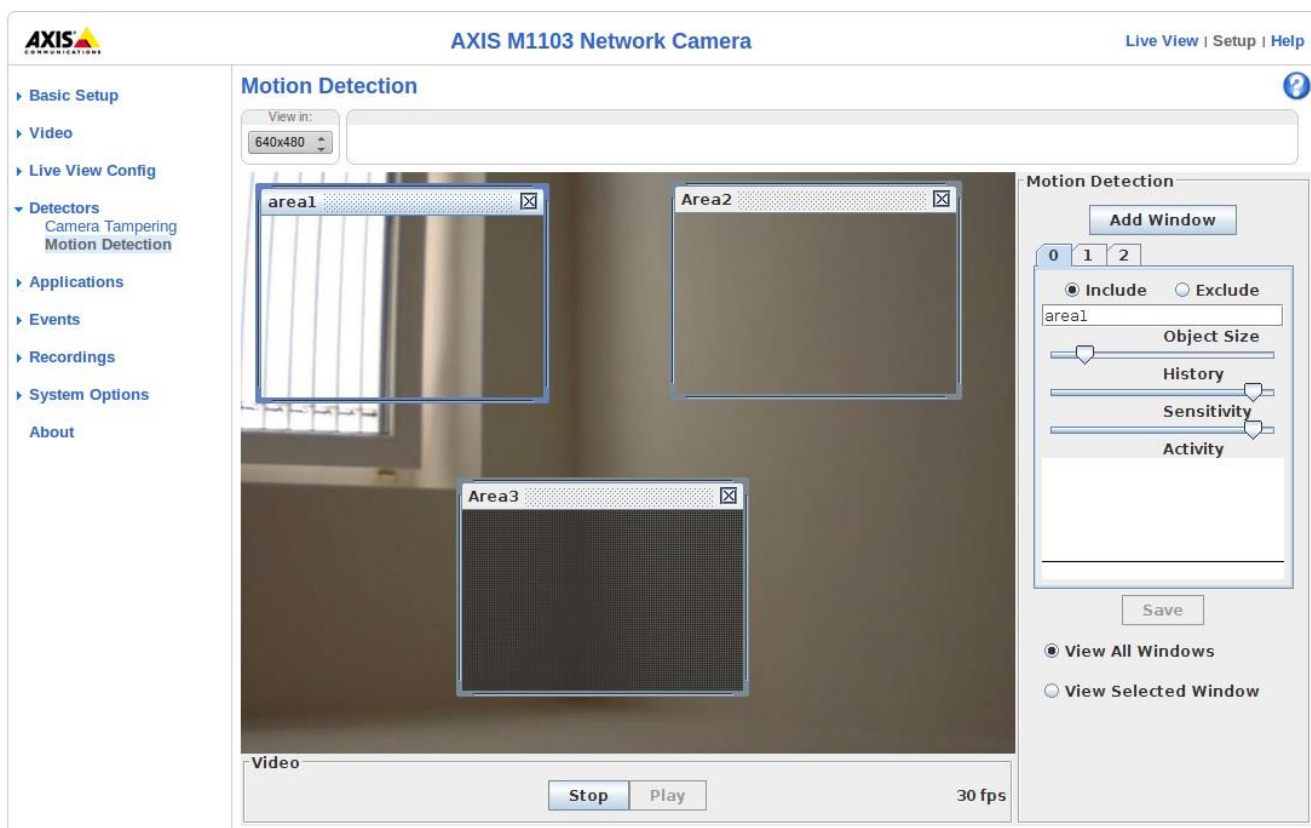 AXIS
COMMUNICATIONS
AXIS M1103 Network Camera
Live View | Setup | Help
Basic Setup
Video
Live View Config
Detectors
Camera Tampering
Motion Detection
Applications
Events
Recordings
System Options
About
Motion Detection
View in:
640x480
area1
Area2
Area3
Video
Stop
Play
30 fps
Motion Detection
Add Window
0 1 2
Include Exclude
area1
Object Size
History
Sensitivity
Activity
Save
View All Windows
View Selected Window